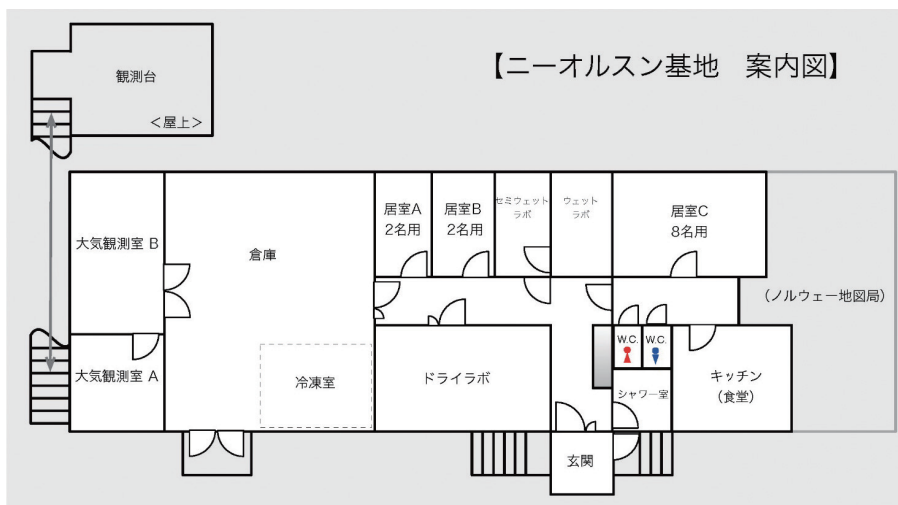 【ニーオルスン基地　案内図】
観測台
＜屋上＞
大気観測室 B
倉庫
居室A
2名用
居室B
2名用
セミウェット
ラボ
ウェット
ラボ
居室C
8名用
(ノルウェー地図局)
大気観測室 A
冷凍室
ドライラボ
W.C.
W.C.
シャワー室
キッチン
(食堂)
玄関